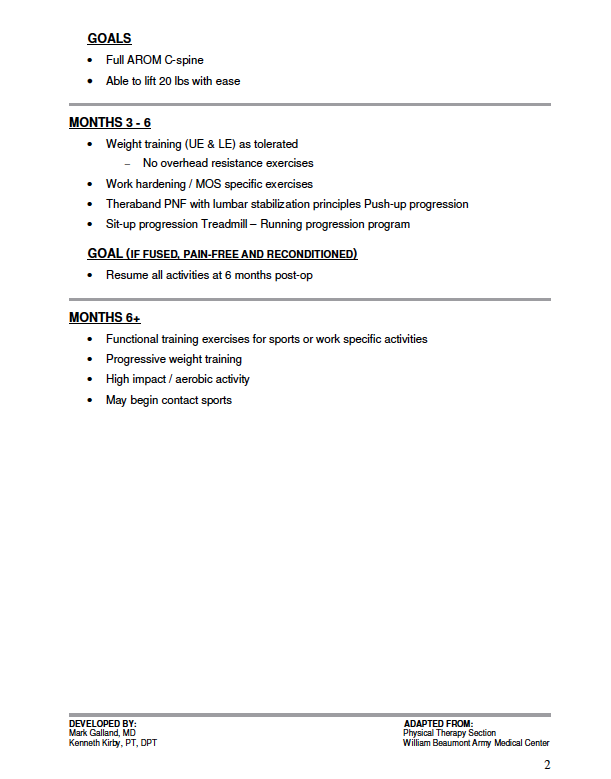 GOALS
• Full AROM C-spine
• Able to lift 20 lbs with ease
MONTHS 3 - 6
• Weight training (UE & LE) as tolerated
– No overhead resistance exercises
• Work hardening / MOS specific exercises
• Theraband PNF with lumbar stabilization principles Push-up progression
• Sit-up progression Treadmill – Running progression program
GOAL (IF FUSED, PAIN-FREE AND RECONDITIONED)
• Resume all activities at 6 months post-op
MONTHS 6+
• Functional training exercises for sports or work specific activities
• Progressive weight training
• High impact / aerobic activity
• May begin contact sports
DEVELOPED BY:
Mark Galland, MD
Kenneth Kirby, PT, DPT
ADAPTED FROM:
Physical Therapy Section
William Beaumont Army Medical Center
2